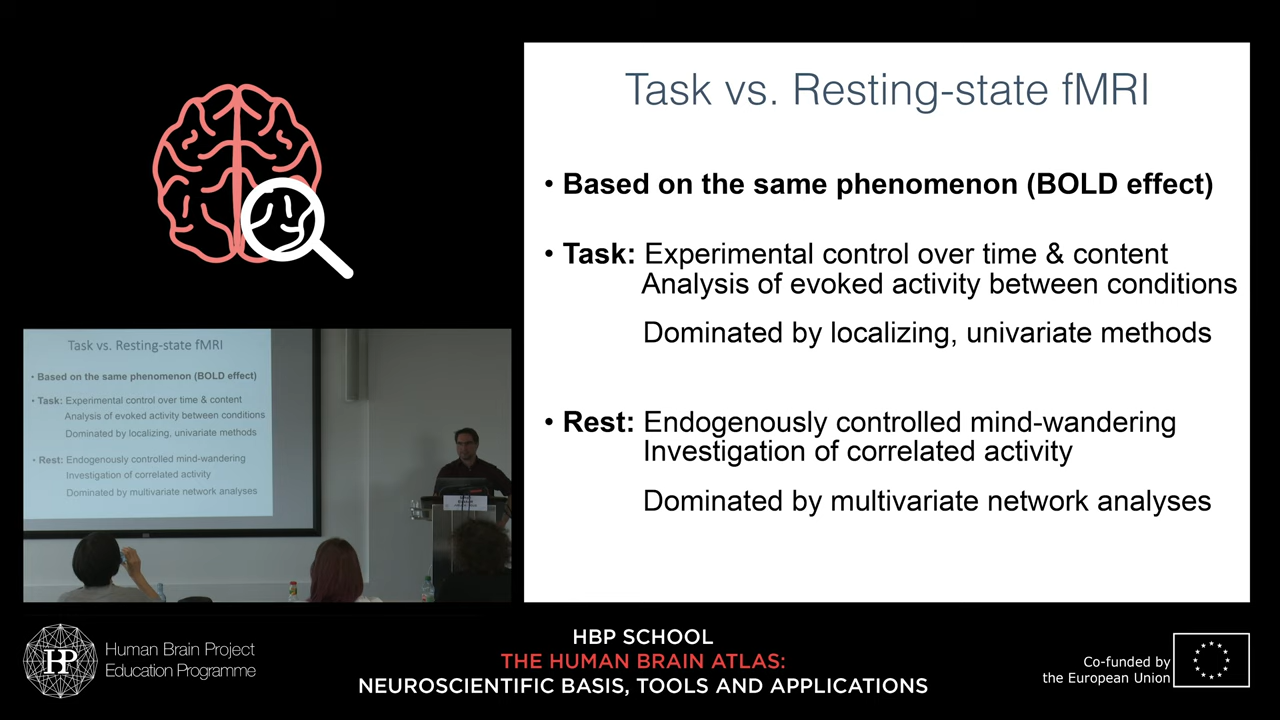 Task vs. Resting-state fMRI
• Based on the same phenomenon (BOLD effect)
• Task: Experimental control over time & content
Analysis of evoked activity between conditions
Dominated by localizing, univariate methods
• Rest: Endogenously controlled mind-wandering
Investigation of correlated activity
Dominated by multivariate network analyses
Task vs. Resting-state fMRI
• Based on the same phenomenon (BOLD effect)
• Task: Experimental control over time & content
Analysis of evoked activity between conditions
Dominated by localizing, univariate methods
• Rest: Endogenously controlled mind-wandering
Investigation of correlated activity
Dominated by multivariate network analyses
HBP
Human Brain Project
Education Programme
HBP SCHOOL
THE HUMAN BRAIN ATLAS:
NEUROSCIENTIFIC BASIS, TOOLS AND APPLICATIONS
Co-funded by
the European Union